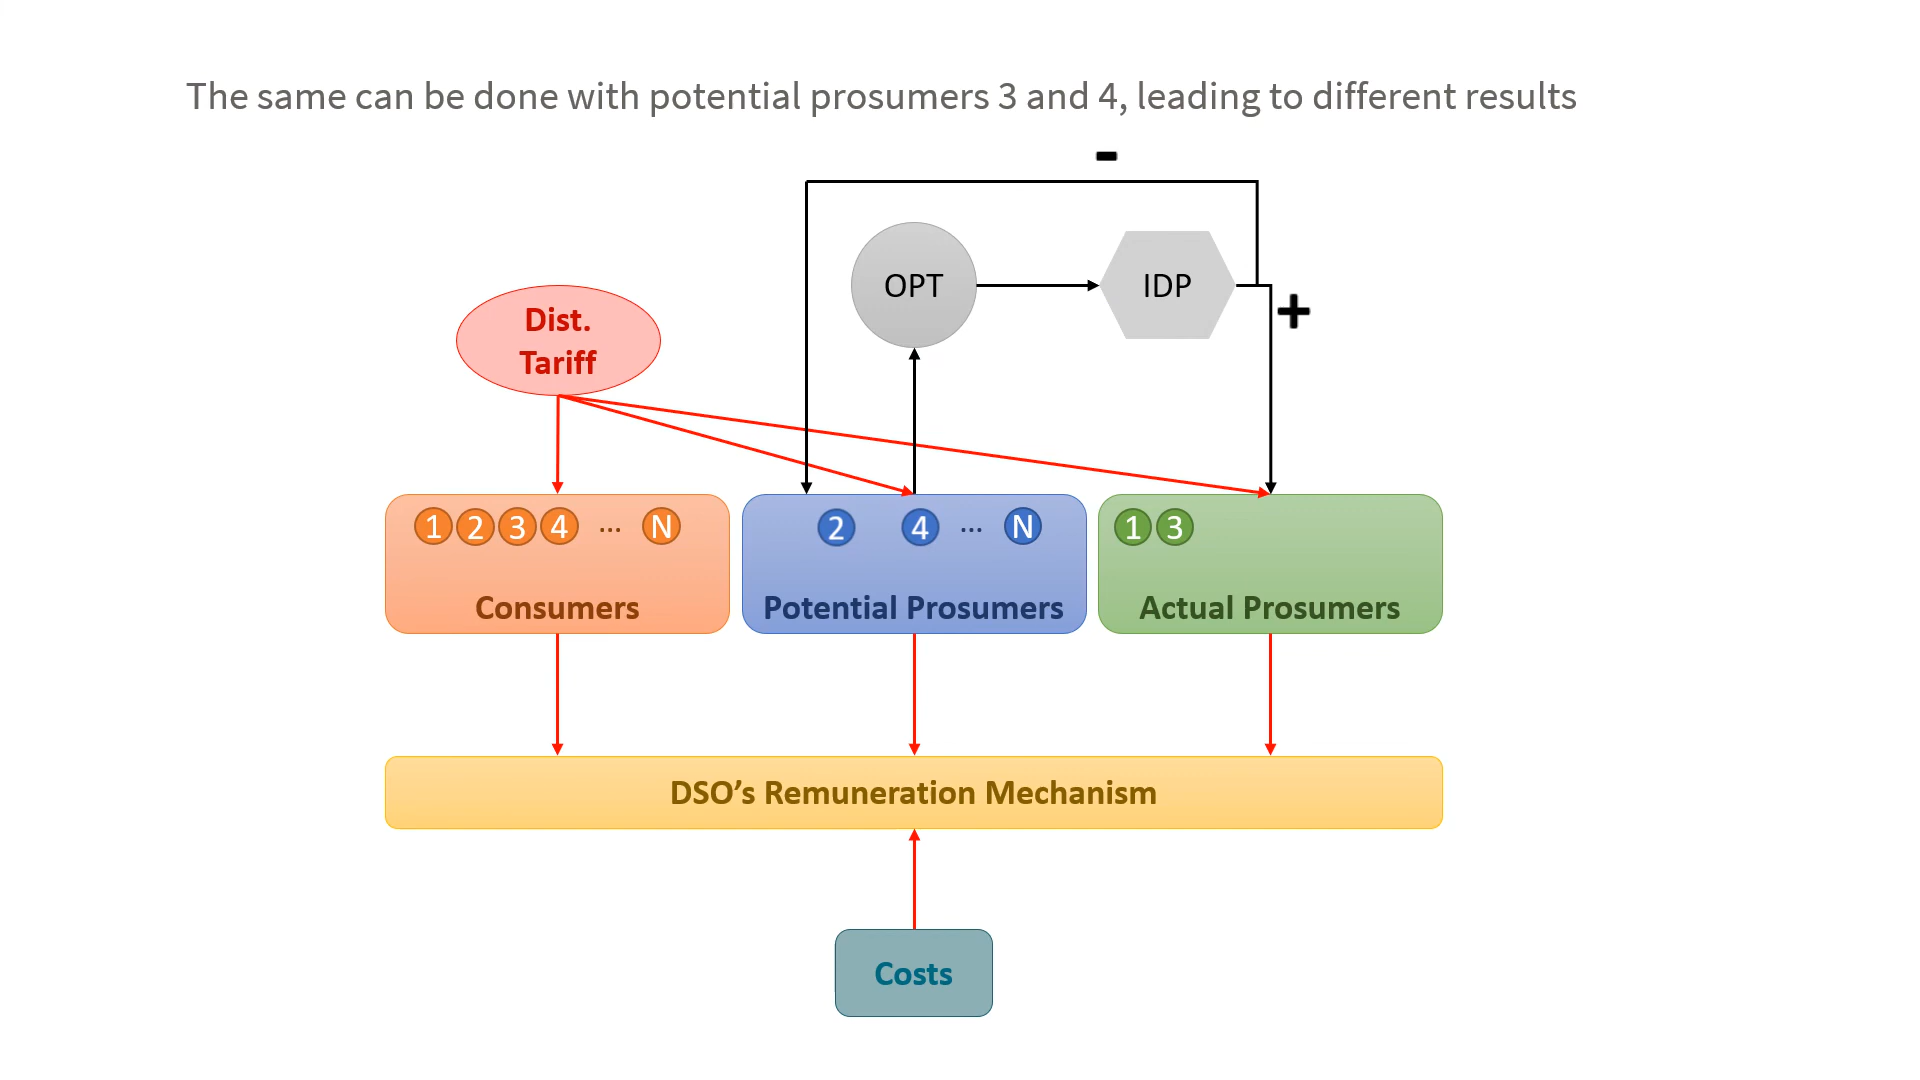 The same can be done with potential prosumers 3 and 4, leading to different results
-
OPT
IDP
+
Dist.
Tariff
1 2 3 4 ... N
Consumers
2 4 ... N
Potential Prosumers
1 3
Actual Prosumers
DSO’s Remuneration Mechanism
Costs